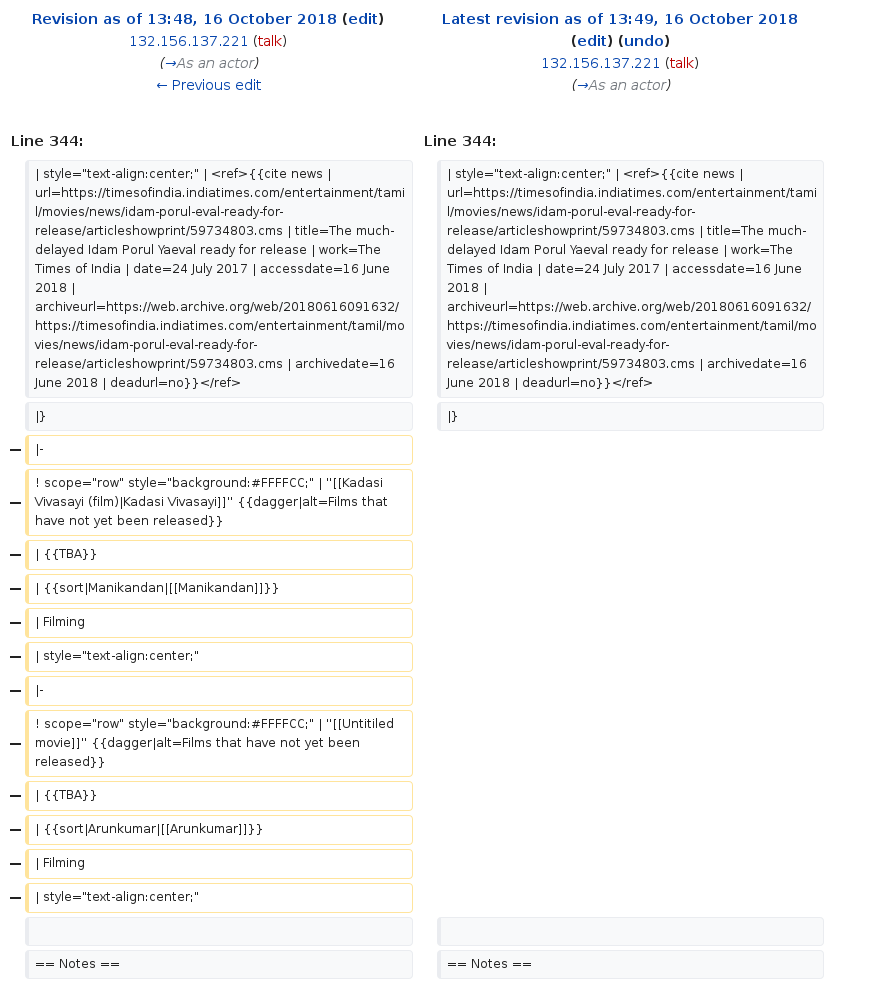 Revision as of 13:48, 16 October 2018 (edit)
132.156.137.221 (talk)
(→As an actor)
← Previous edit
Latest revision as of 13:49, 16 October 2018
(edit) (undo)
132.156.137.221 (talk)
(→As an actor)
Line 344:
Line 344:
| style="text-align:center;" | <ref>{{cite news |
url=https://timesofindia.indiatimes.com/entertainment/tami
l/movies/news/idam-porul-eval-ready-for-
release/articleshowprint/59734803.cms | title=The much-
delayed Idam Porul Yaeval ready for release | work=The
Times of India | date=24 July 2017 | accessdate=16 June
2018 |
archiveurl=https://web.archive.org/web/20180616091632/
https://timesofindia.indiatimes.com/entertainment/tamil/mo
vies/news/idam-porul-eval-ready-for-
release/articleshowprint/59734803.cms | archivedate=16
June 2018 | deadurl=no}}</ref>
| style="text-align:center;" | <ref>{{cite news |
url=https://timesofindia.indiatimes.com/entertainment/tami
l/movies/news/idam-porul-eval-ready-for-
release/articleshowprint/59734803.cms | title=The much-
delayed Idam Porul Yaeval ready for release | work=The
Times of India | date=24 July 2017 | accessdate=16 June
2018 |
archiveurl=https://web.archive.org/web/20180616091632/
https://timesofindia.indiatimes.com/entertainment/tamil/mo
vies/news/idam-porul-eval-ready-for-
release/articleshowprint/59734803.cms | archivedate=16
June 2018 | deadurl=no}}</ref>
|}
|}
− |-
− ! scope="row" style="background:#FFFFCC;" | ''[[Kadasi
Vivasayi (film)|Kadasi Vivasayi]]'' {{dagger|alt=Films that
have not yet been released}}
− | {{TBA}}
− | {{sort|Manikandan|[[Manikandan]]}}
− | Filming
− | style="text-align:center;"
− |-
− ! scope="row" style="background:#FFFFCC;" | ''[[Untitiled
movie]]'' {{dagger|alt=Films that have not yet been
released}}
− | {{TBA}}
− | {{sort|Arunkumar|[[Arunkumar]]}}
− | Filming
− | style="text-align:center;"
== Notes ==
== Notes ==